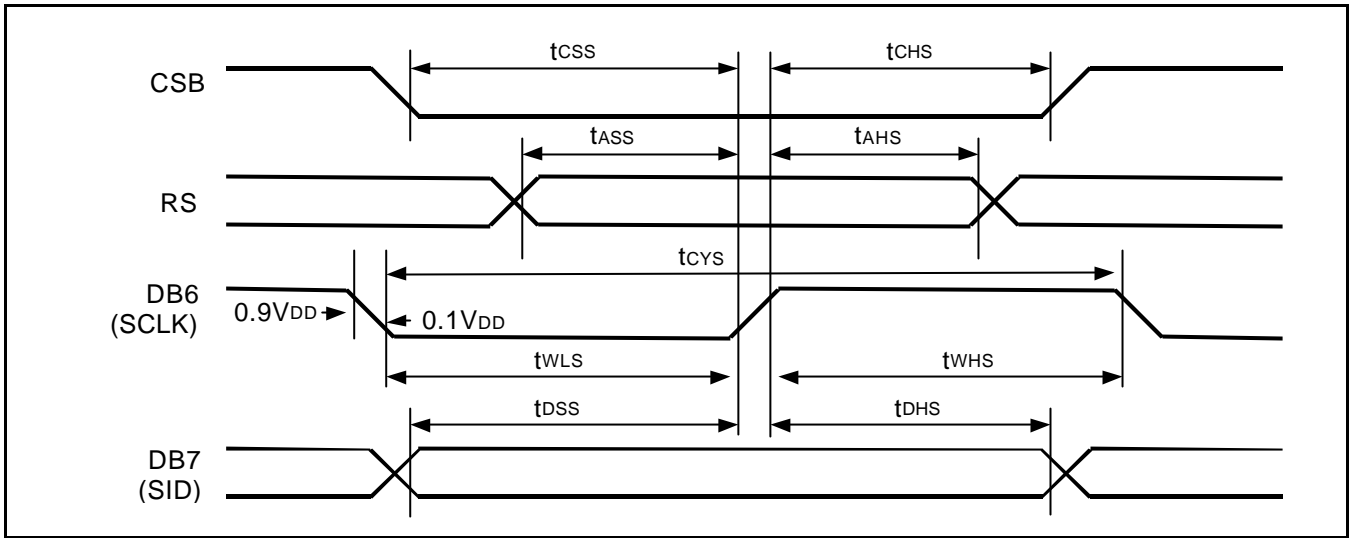 tCSS tCHS
CSB
tASS tAHS
RS
tCYS
DB6
(SCLK)
0.9VDD 0.1VDD
tWLS tWHS
tDSS tDHS
DB7
(SID)